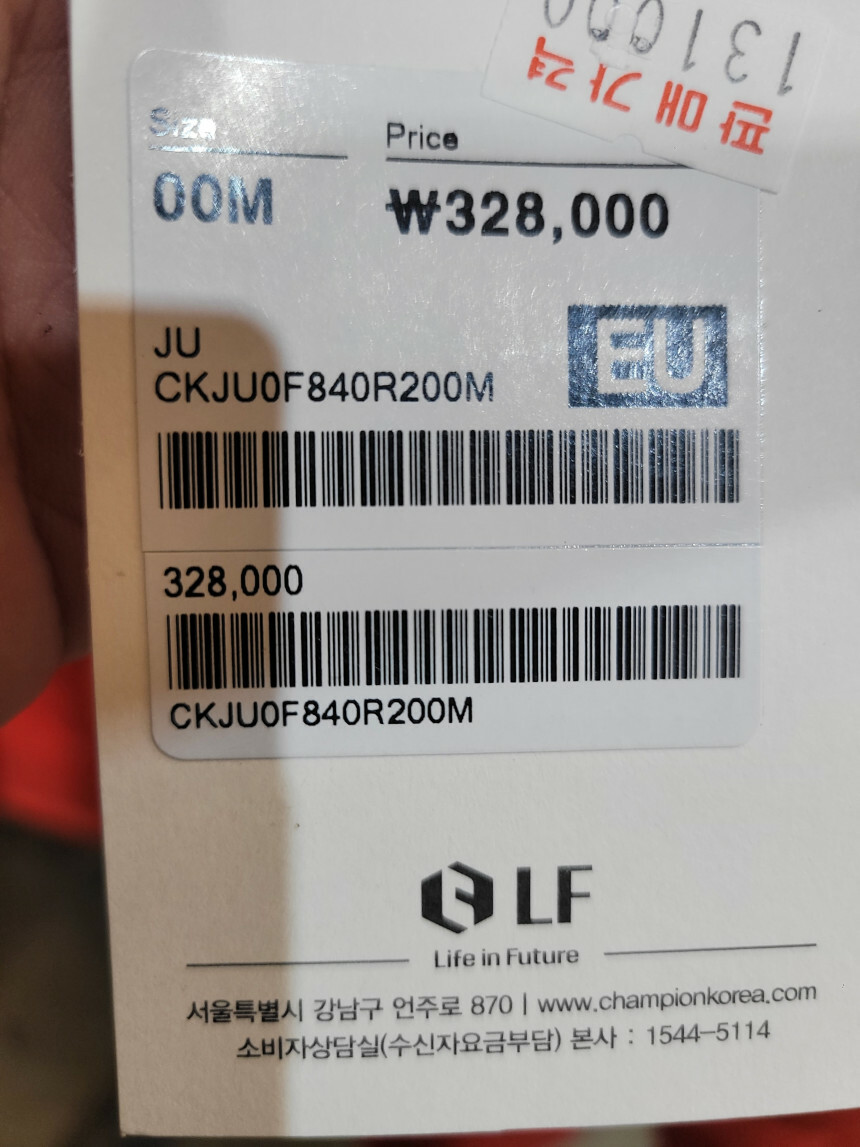 판매가격
131000
Size
Price
00M
₩328,000
JU
CKJU0F840R200M
EU
328,000
CKJU0F840R200M
LF
Life in Future
서울특별시 강남구 언주로 870 | www.championkorea.com
소비자상담실(수신자요금부담) 본사 : 1544-5114